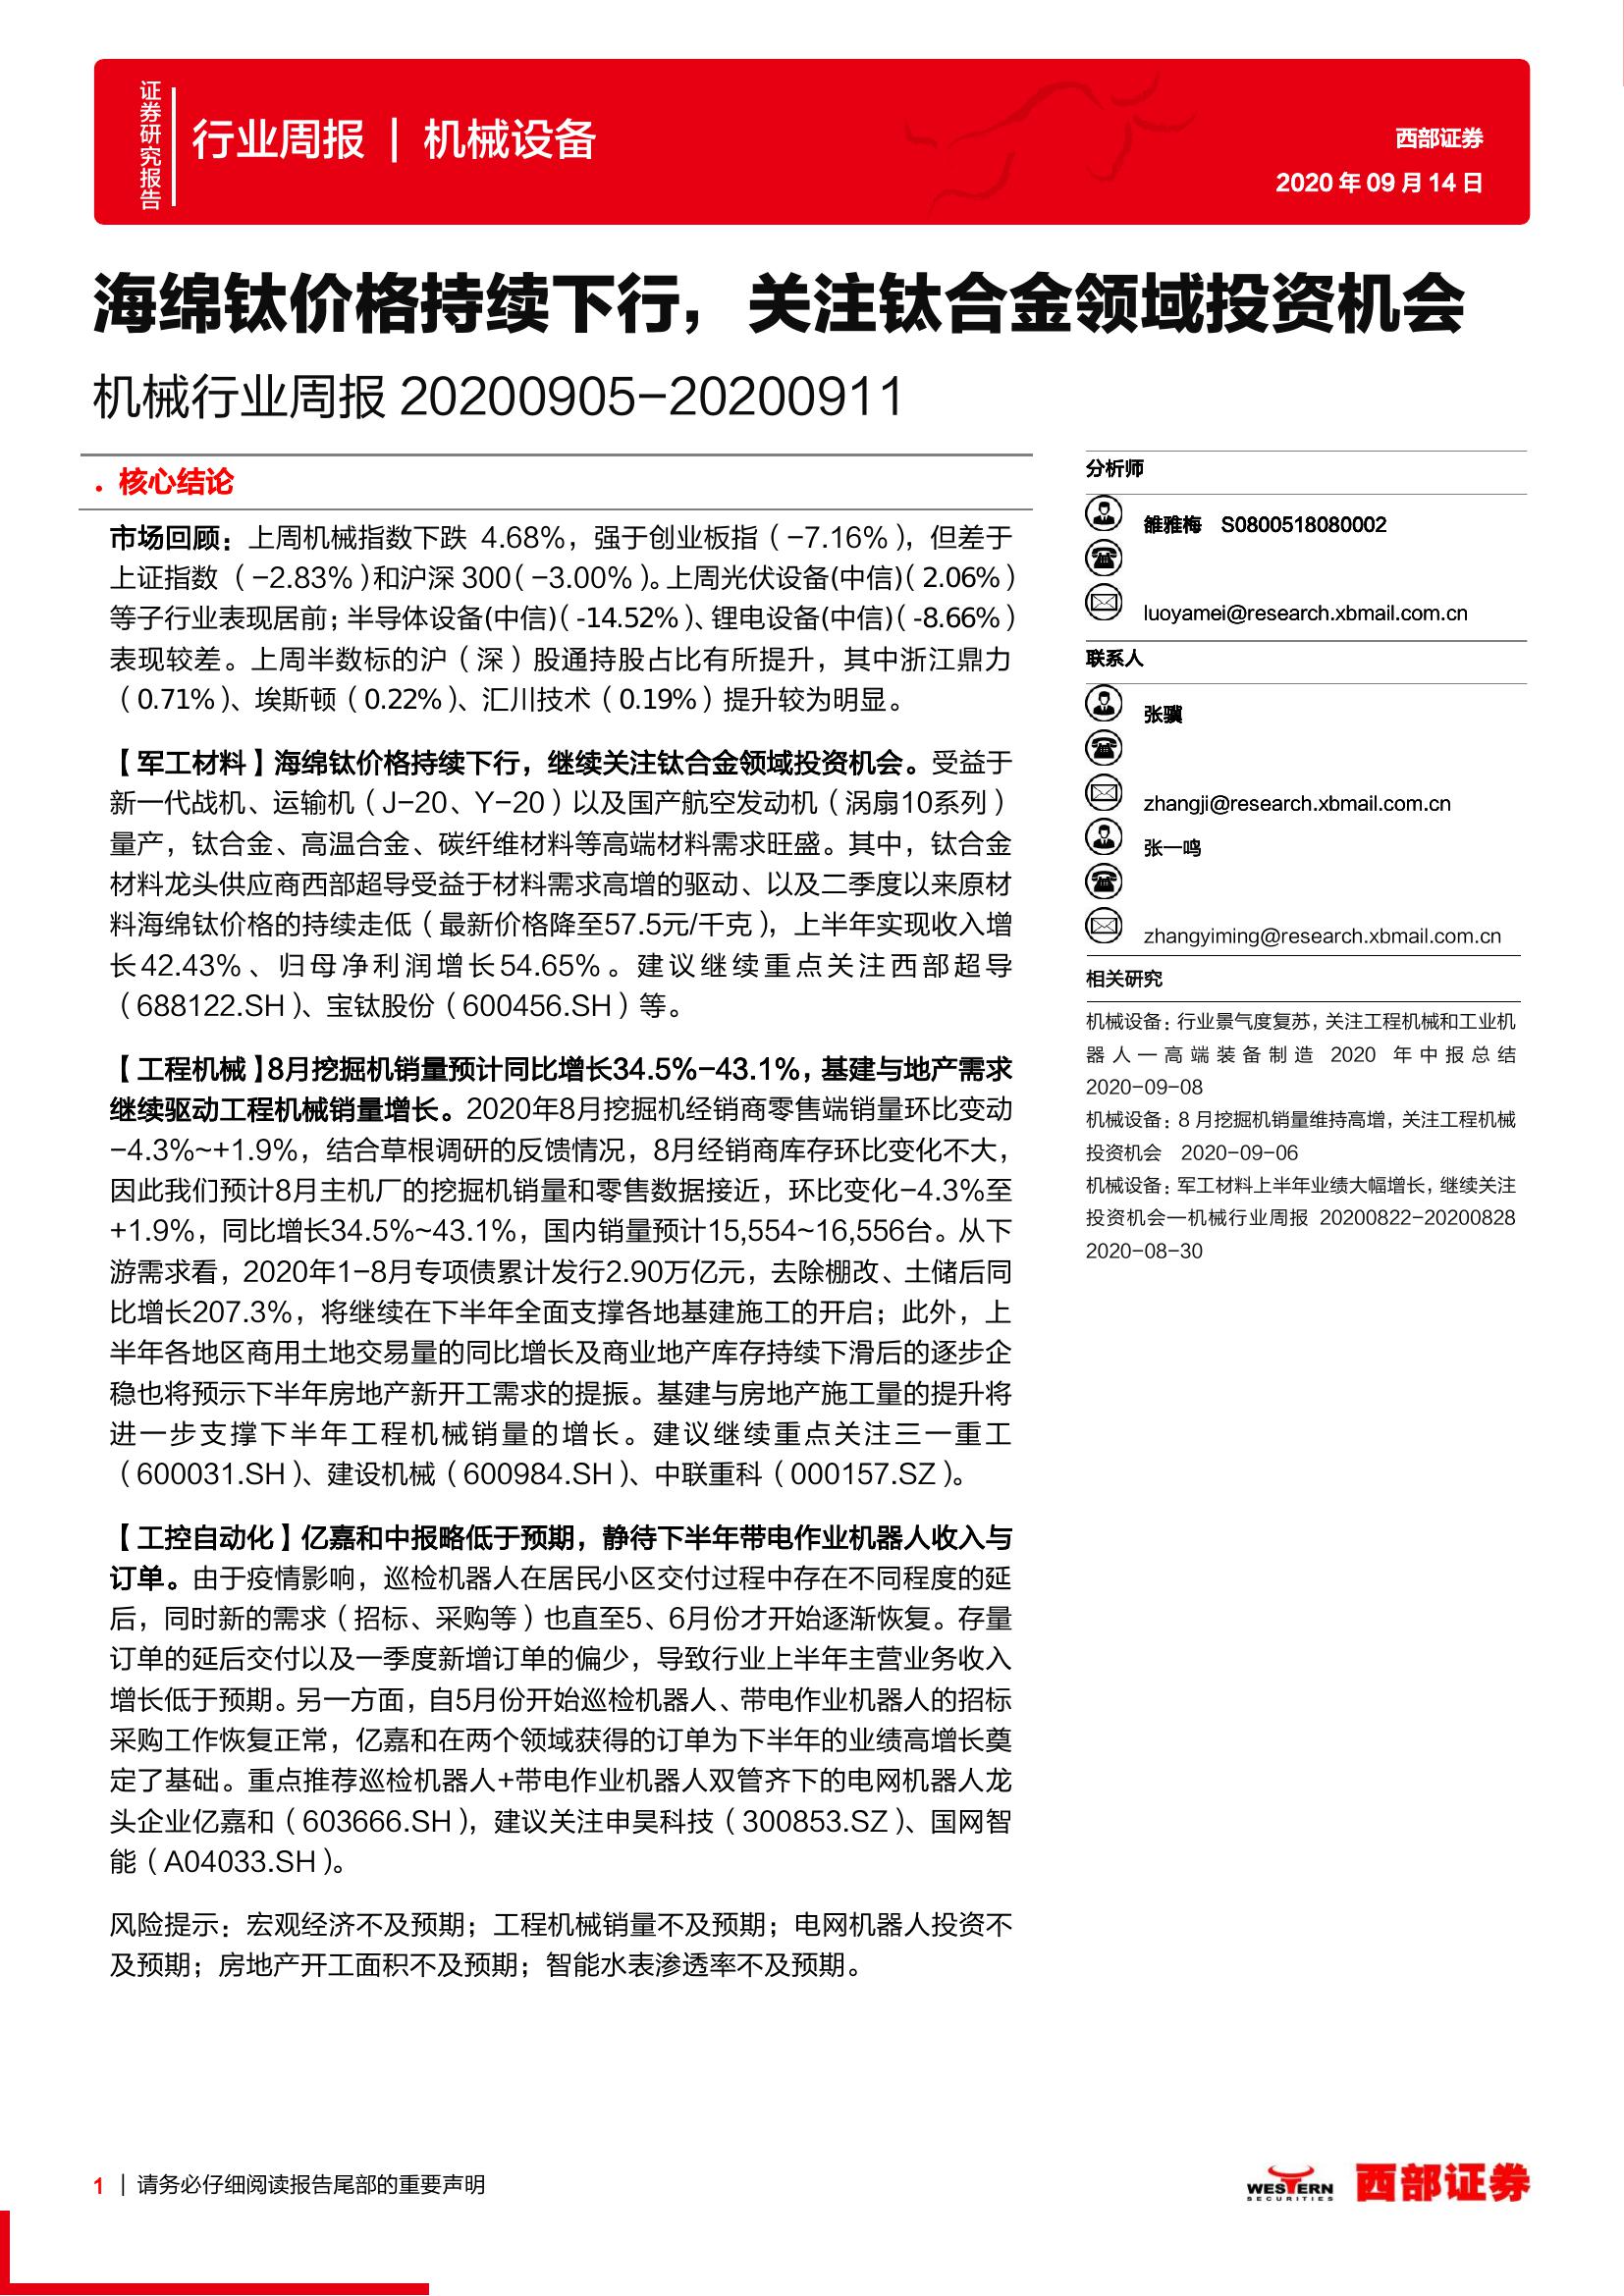 证券研究报告
行业周报 | 机械设备
西部证券
2020 年 09 月 14 日
海绵钛价格持续下行，关注钛合金领域投资机会
机械行业周报 20200905-20200911
核心结论
市场回顾：上周机械指数下跌 4.68%，强于创业板指（-7.16%），但差于
上证指数 （-2.83%）和沪深 300（-3.00%）。上周光伏设备(中信)（2.06%）
等子行业表现居前；半导体设备(中信)（-14.52%）、锂电设备(中信)（-8.66%）
表现较差。上周半数标的沪（深）股通持股占比有所提升，其中浙江鼎力
（0.71%）、埃斯顿（0.22%）、汇川技术（0.19%）提升较为明显。
【军工材料】海绵钛价格持续下行，继续关注钛合金领域投资机会。受益于
新一代战机、运输机（J-20、Y-20）以及国产航空发动机（涡扇10系列）
量产，钛合金、高温合金、碳纤维材料等高端材料需求旺盛。其中，钛合金
材料龙头供应商西部超导受益于材料需求高增的驱动、以及二季度以来原材
料海绵钛价格的持续走低（最新价格降至57.5元/千克），上半年实现收入增
长42.43%、归母净利润增长54.65%。建议继续重点关注西部超导
（688122.SH）、宝钛股份（600456.SH）等。
【工程机械】8月挖掘机销量预计同比增长34.5%-43.1%，基建与地产需求
继续驱动工程机械销量增长。2020年8月挖掘机经销商零售端销量环比变动
-4.3%~+1.9%，结合草根调研的反馈情况，8月经销商库存环比变化不大，
因此我们预计8月主机厂的挖掘机销量和零售数据接近，环比变化-4.3%至
+1.9%，同比增长34.5%~43.1%，国内销量预计15,554~16,556台。从下
游需求看，2020年1-8月专项债累计发行2.90万亿元，去除棚改、土储后同
比增长207.3%，将继续在下半年全面支撑各地基建施工的开启；此外，上
半年各地区商用土地交易量的同比增长及商业地产库存持续下滑后的逐步企
稳也将预示下半年房地产新开工需求的提振。基建与房地产施工量的提升将
进一步支撑下半年工程机械销量的增长。建议继续重点关注三一重工
（600031.SH）、建设机械（600984.SH）、中联重科（000157.SZ）。
【工控自动化】亿嘉和中报略低于预期，静待下半年带电作业机器人收入与
订单。由于疫情影响，巡检机器人在居民小区交付过程中存在不同程度的延
后，同时新的需求（招标、采购等）也直至5、6月份才开始逐渐恢复。存量
订单的延后交付以及一季度新增订单的偏少，导致行业上半年主营业务收入
增长低于预期。另一方面，自5月份开始巡检机器人、带电作业机器人的招标
采购工作恢复正常，亿嘉和在两个领域获得的订单为下半年的业绩高增长奠
定了基础。重点推荐巡检机器人+带电作业机器人双管齐下的电网机器人龙
头企业亿嘉和（603666.SH），建议关注申昊科技（300853.SZ）、国网智
能（A04033.SH）。
风险提示：宏观经济不及预期；工程机械销量不及预期；电网机器人投资不
及预期；房地产开工面积不及预期；智能水表渗透率不及预期。
分析师
雒雅梅 S0800518080002
luoyamei@research.xbmail.com.cn
联系人
张骥
zhangji@research.xbmail.com.cn
张一鸣
zhangyiming@research.xbmail.com.cn
相关研究
机械设备：行业景气度复苏，关注工程机械和工业机
器人—高端装备制造 2020 年中报总结
2020-09-08
机械设备：8 月挖掘机销量维持高增，关注工程机械
投资机会 2020-09-06
机械设备：军工材料上半年业绩大幅增长，继续关注
投资机会—机械行业周报 20200822-20200828
2020-08-30
1 | 请务必仔细阅读报告尾部的重要声明
WESTERN
SECURITIES
西部证券